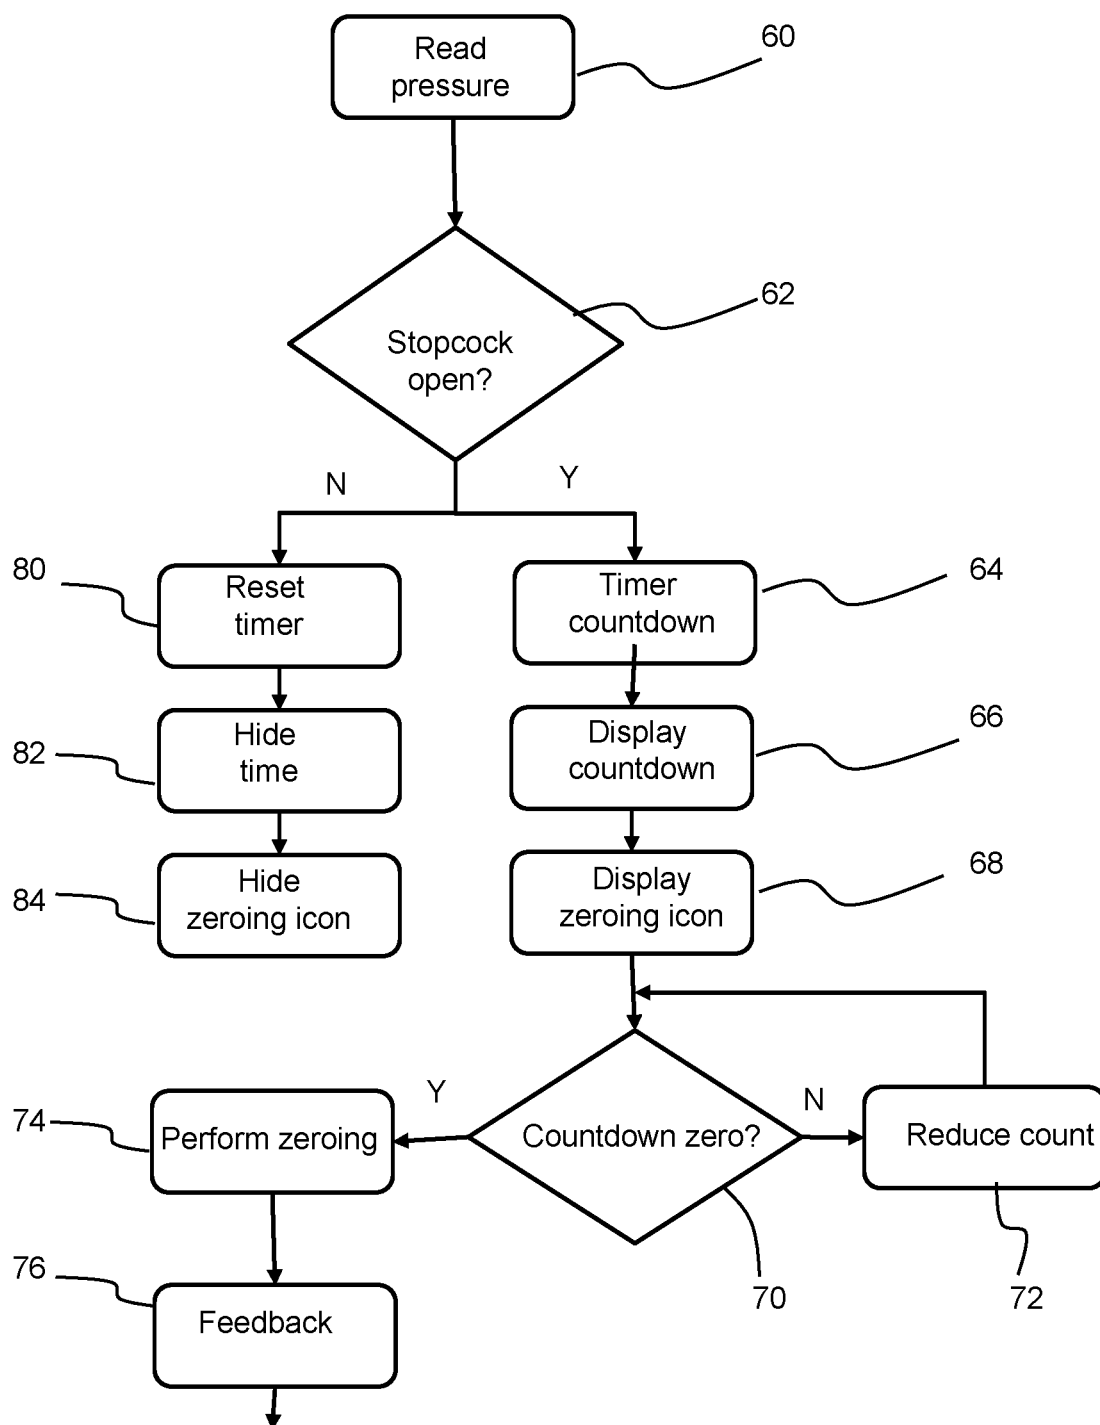 Read
pressure
60
62
Stopcock
open?
N
Y
80
Reset
timer
Timer
countdown
64
82
Hide
time
Display
countdown
66
84
Hide
zeroing icon
Display
zeroing icon
68
74
Perform zeroing
Y
Countdown zero?
N
Reduce count
76
Feedback
70
72